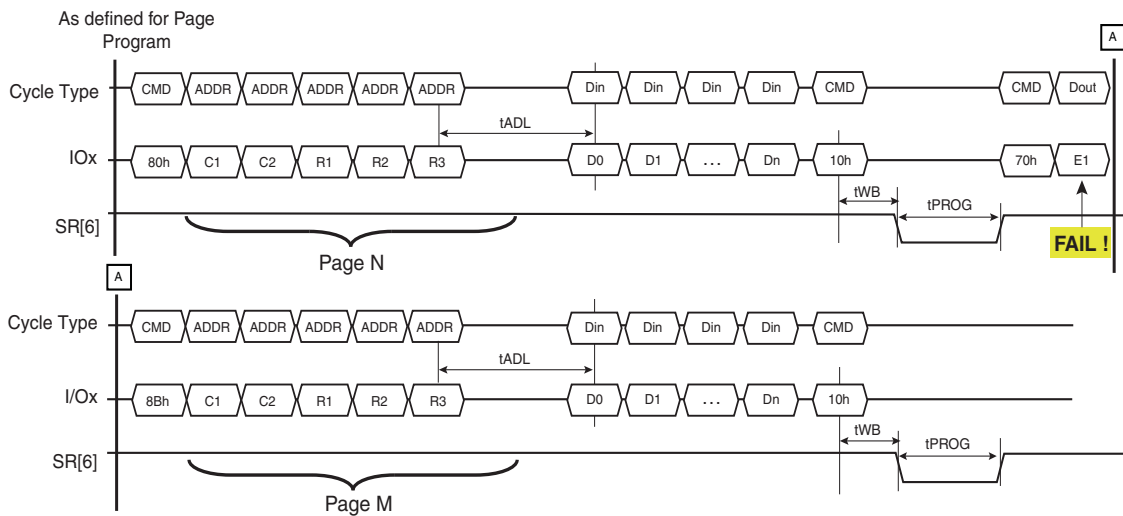 As defined for Page
Program
A
Cycle Type CMD ADDR ADDR ADDR ADDR ADDR Din Din Din Din CMD CMD Dout
tADL
IOx 80h C1 C2 R1 R2 R3 D0 D1 ... Dn 10h 70h E1
tWB
tPROG
SR[6]
FAIL !
Page N
A
Cycle Type CMD ADDR ADDR ADDR ADDR ADDR Din Din Din Din CMD
tADL
I/Ox 8Bh C1 C2 R1 R2 R3 D0 D1 ... Dn 10h
tWB
tPROG
SR[6]
Page M